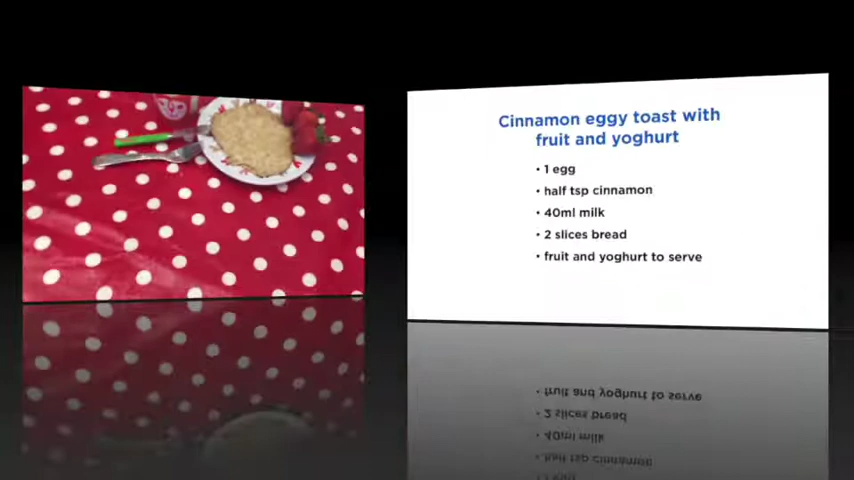 Cinnamon eggy toast with
fruit and yoghurt
• 1 egg
• half tsp cinnamon
• 40ml milk
• 2 slices bread
• fruit and yoghurt to serve